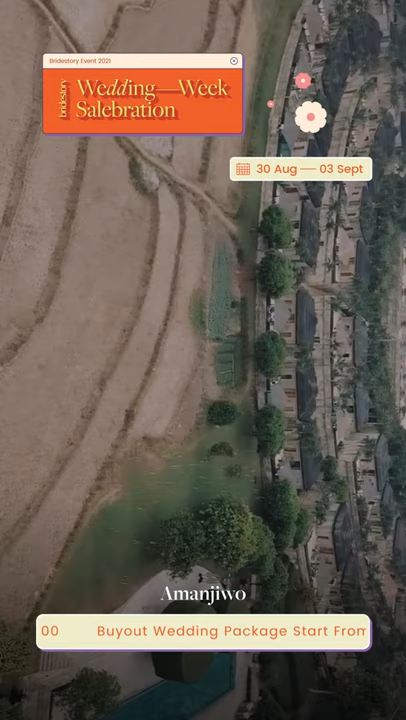 Bridestory Event 2021
bridestory
Wedding—Week
Salebration
30 Aug — 03 Sept
Amanjiwo
00 Buyout Wedding Package Start From